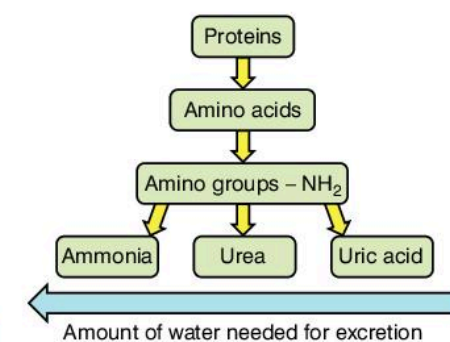 Proteins
Amino acids
Amino groups – NH₂
Ammonia
Urea
Uric acid
Amount of water needed for excretion